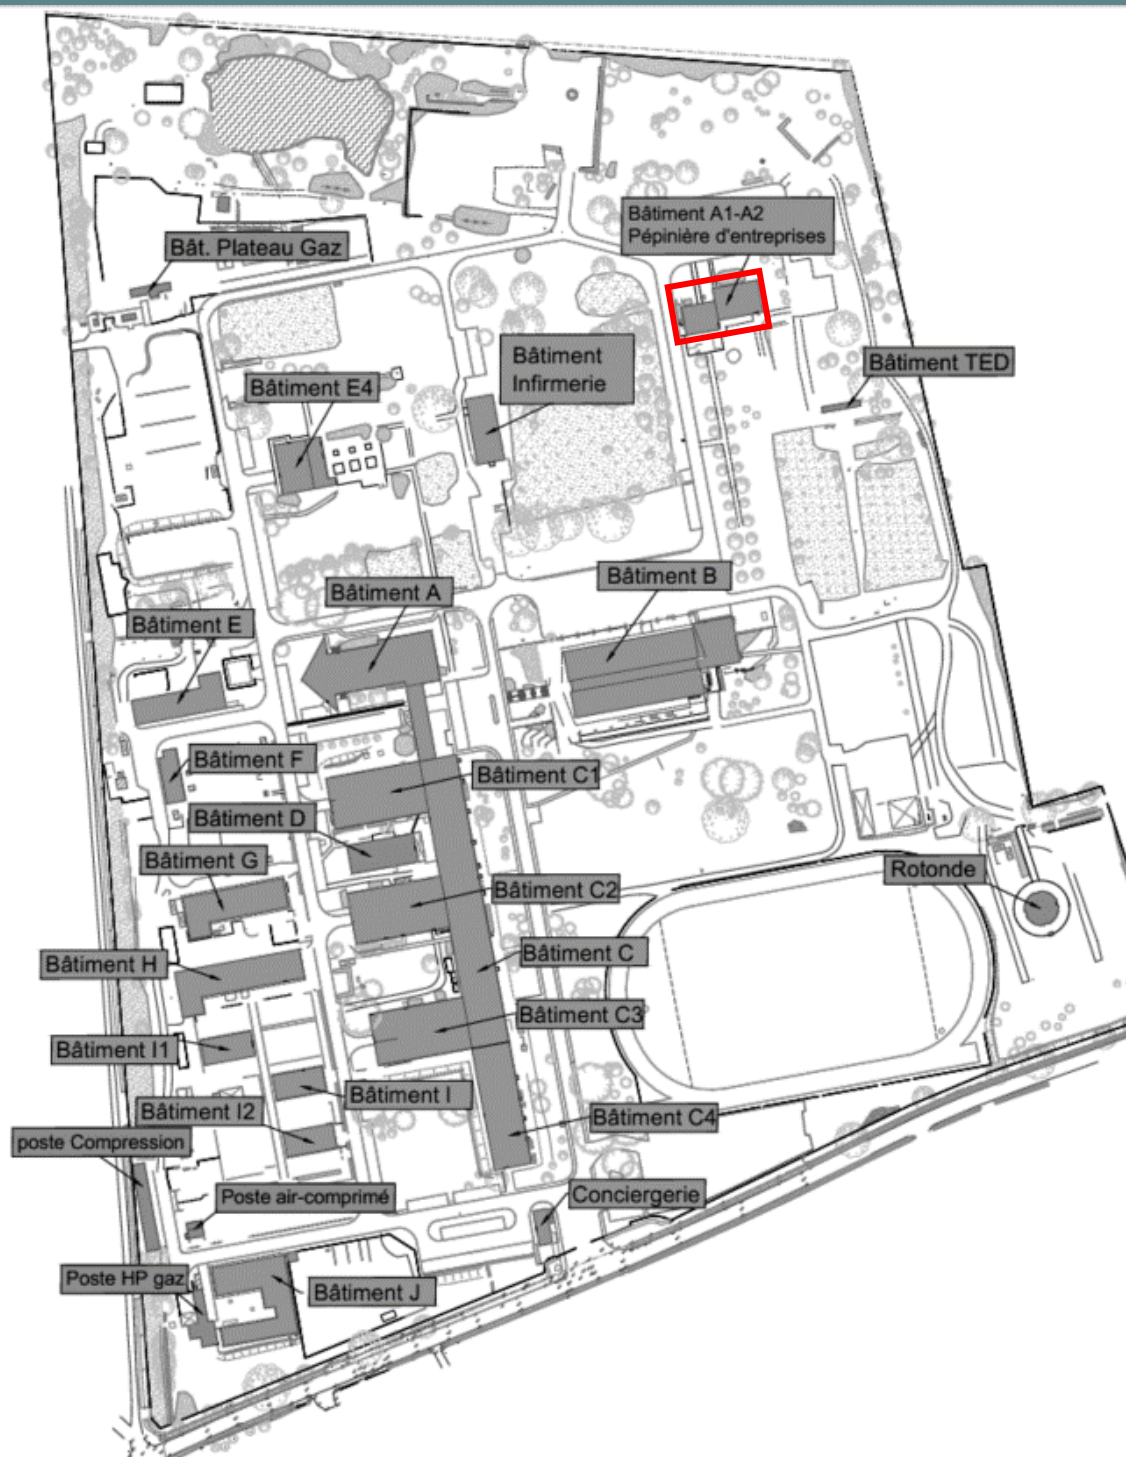 Bâtiment A1-A2
Pépinière d'entreprises
Bât. Plateau Gaz
Bâtiment
Infirmerie
Bâtiment TED
Bâtiment E4
Bâtiment B
Bâtiment A
Bâtiment E
Bâtiment F
Bâtiment C1
Bâtiment D
Bâtiment G
Bâtiment C2
Rotonde
Bâtiment C
Bâtiment H
Bâtiment C3
Bâtiment I1
Bâtiment I
Bâtiment I2
Bâtiment C4
poste Compression
Poste air-comprimé
Conciergerie
Poste HP gaz
Bâtiment J